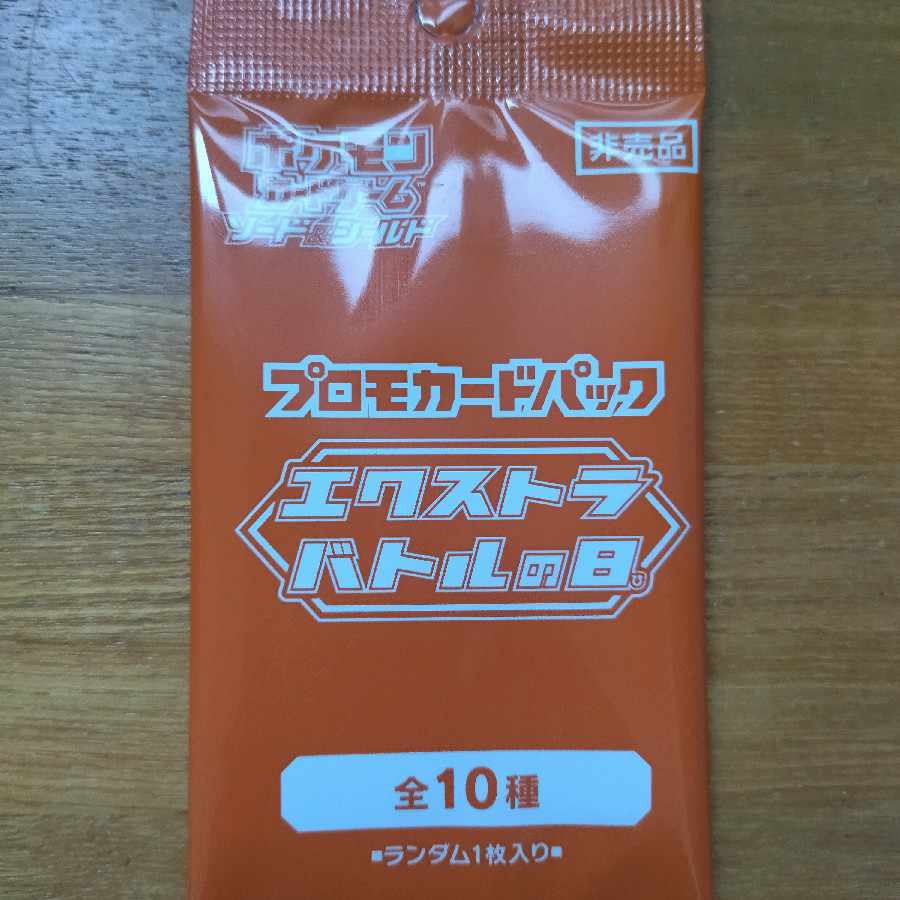 ポケモン
カードゲーム
ソード&シールド
非売品
プロモカードパック
エクストラ
バトルの日
全10種
■ランダム1枚入り■